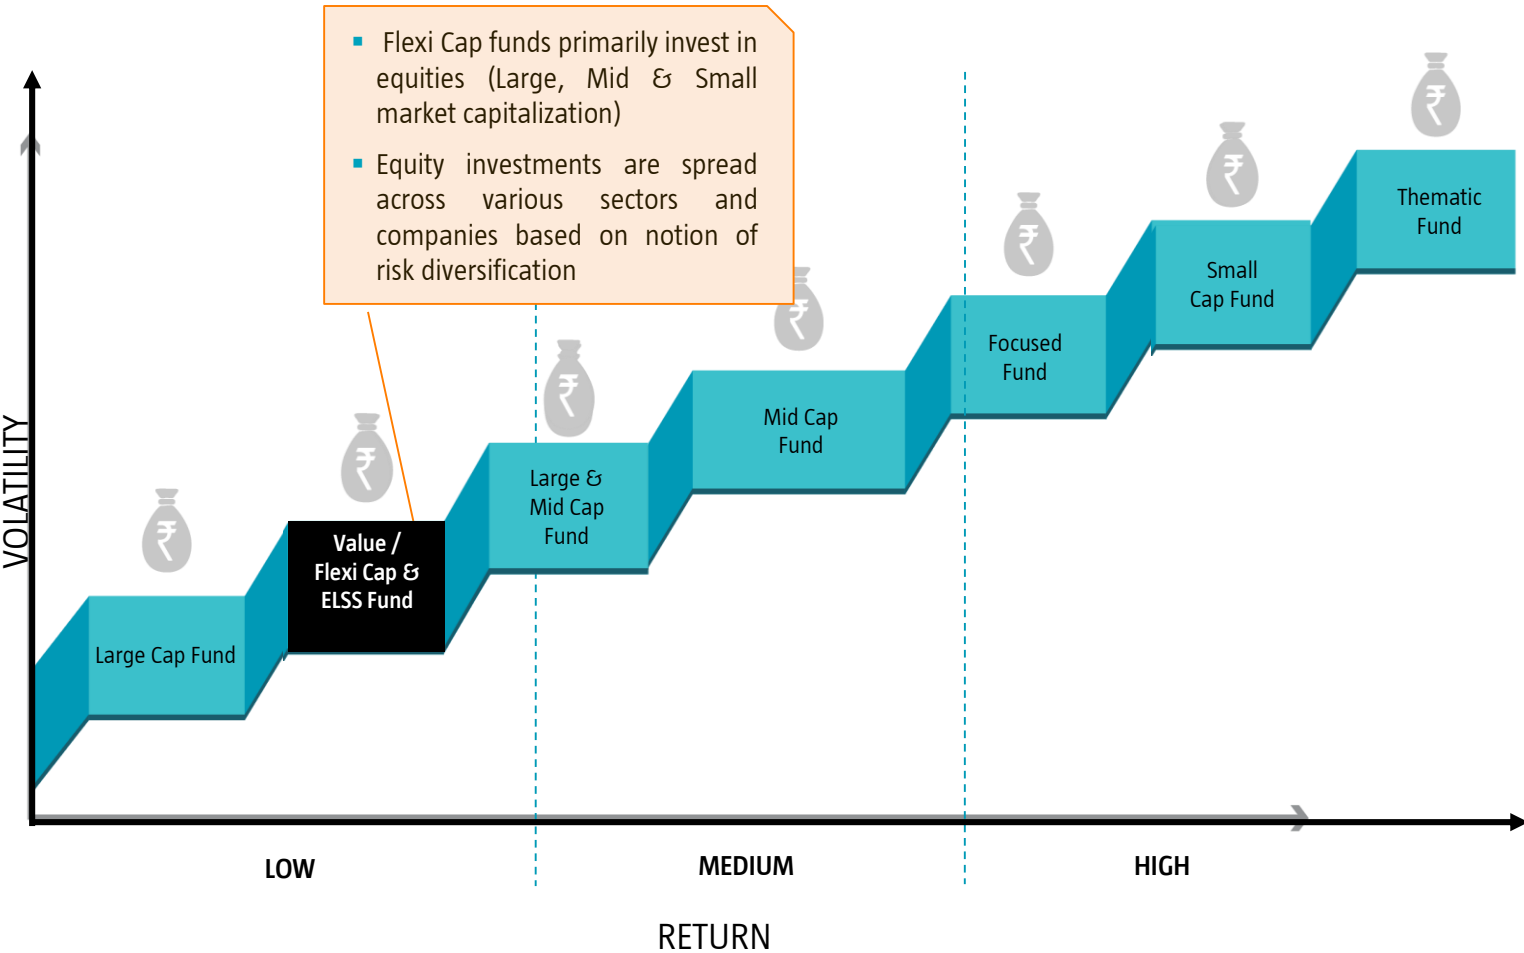 Flexi Cap funds primarily invest in
equities (Large, Mid & Small
market capitalization)
Equity investments are spread
across various sectors and
companies based on notion of
risk diversification
Thematic
Fund
Small
Cap Fund
Focused
Fund
Mid Cap
Fund
Large &
Mid Cap
Fund
Value /
Flexi Cap &
ELSS Fund
Large Cap Fund
VOLATILITY
LOW
MEDIUM
HIGH
RETURN
₹
₹
₹
₹
₹
₹
₹